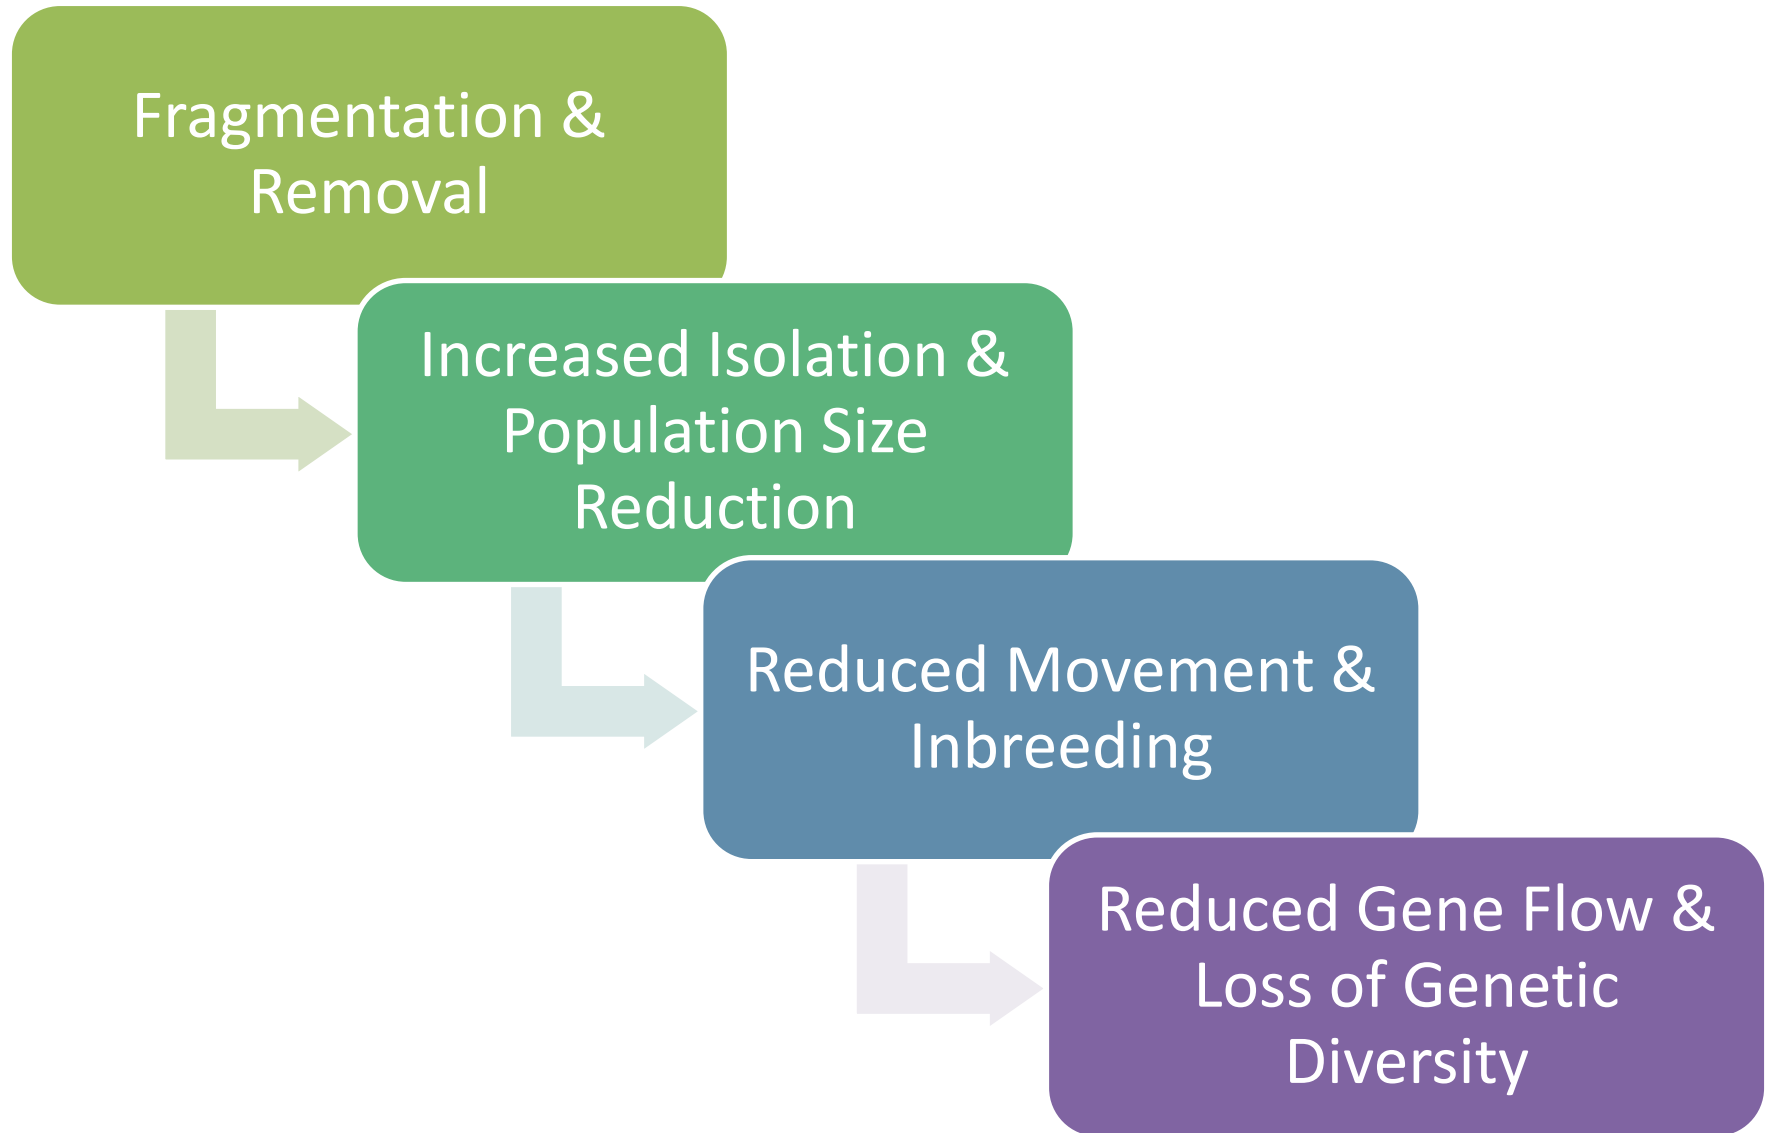 Fragmentation &
Removal
Increased Isolation &
Population Size
Reduction
Reduced Movement &
Inbreeding
Reduced Gene Flow &
Loss of Genetic
Diversity